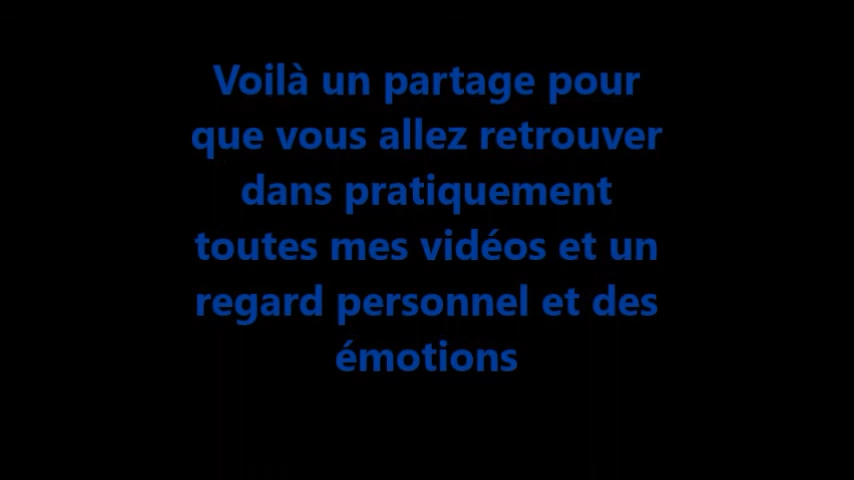 Voilà un partage pour
que vous allez retrouver
dans pratiquement
toutes mes vidéos et un
regard personnel et des
émotions